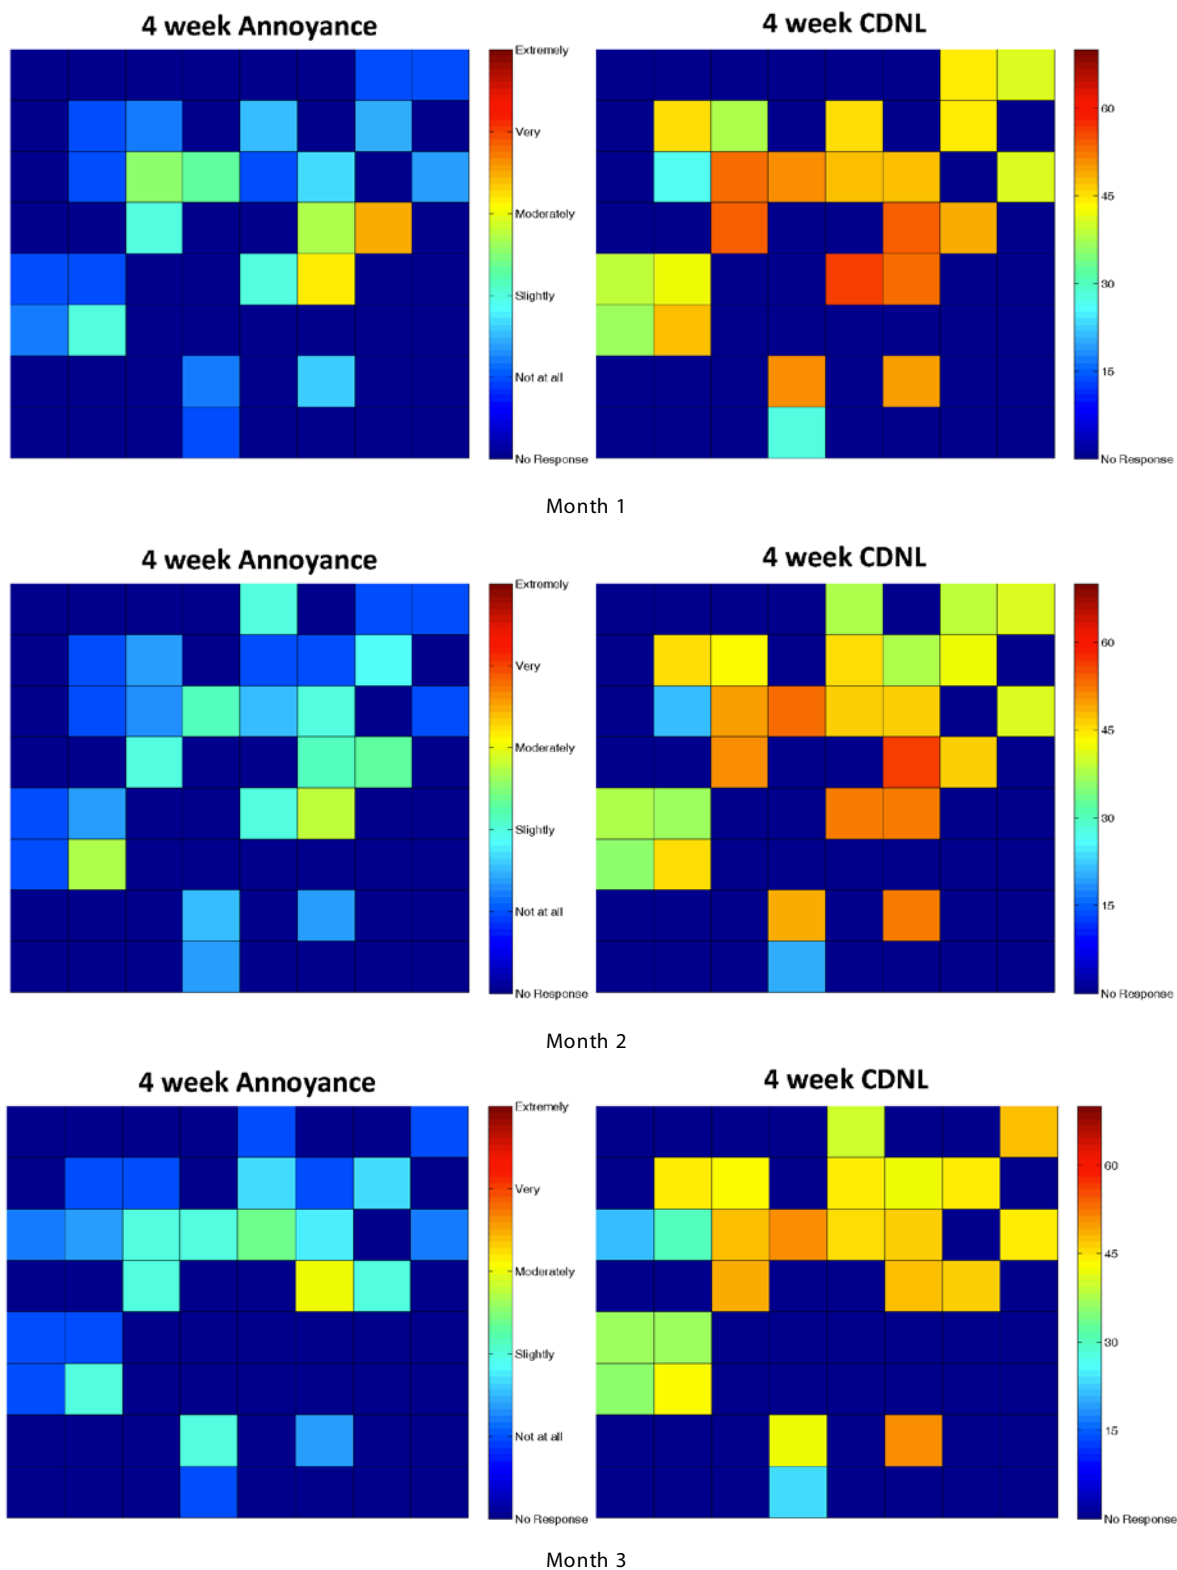 4 week Annoyance
4 week CDNL
Extremely
Very
Moderately
Slightly
Not at all
No Response
60
45
30
15
No Response
Month 1
4 week Annoyance
4 week CDNL
Extremely
Very
Moderately
Slightly
Not at all
No Response
60
45
30
15
No Response
Month 2
4 week Annoyance
4 week CDNL
Extremely
Very
Moderately
Slightly
Not at all
No Response
60
45
30
15
No Response
Month 3